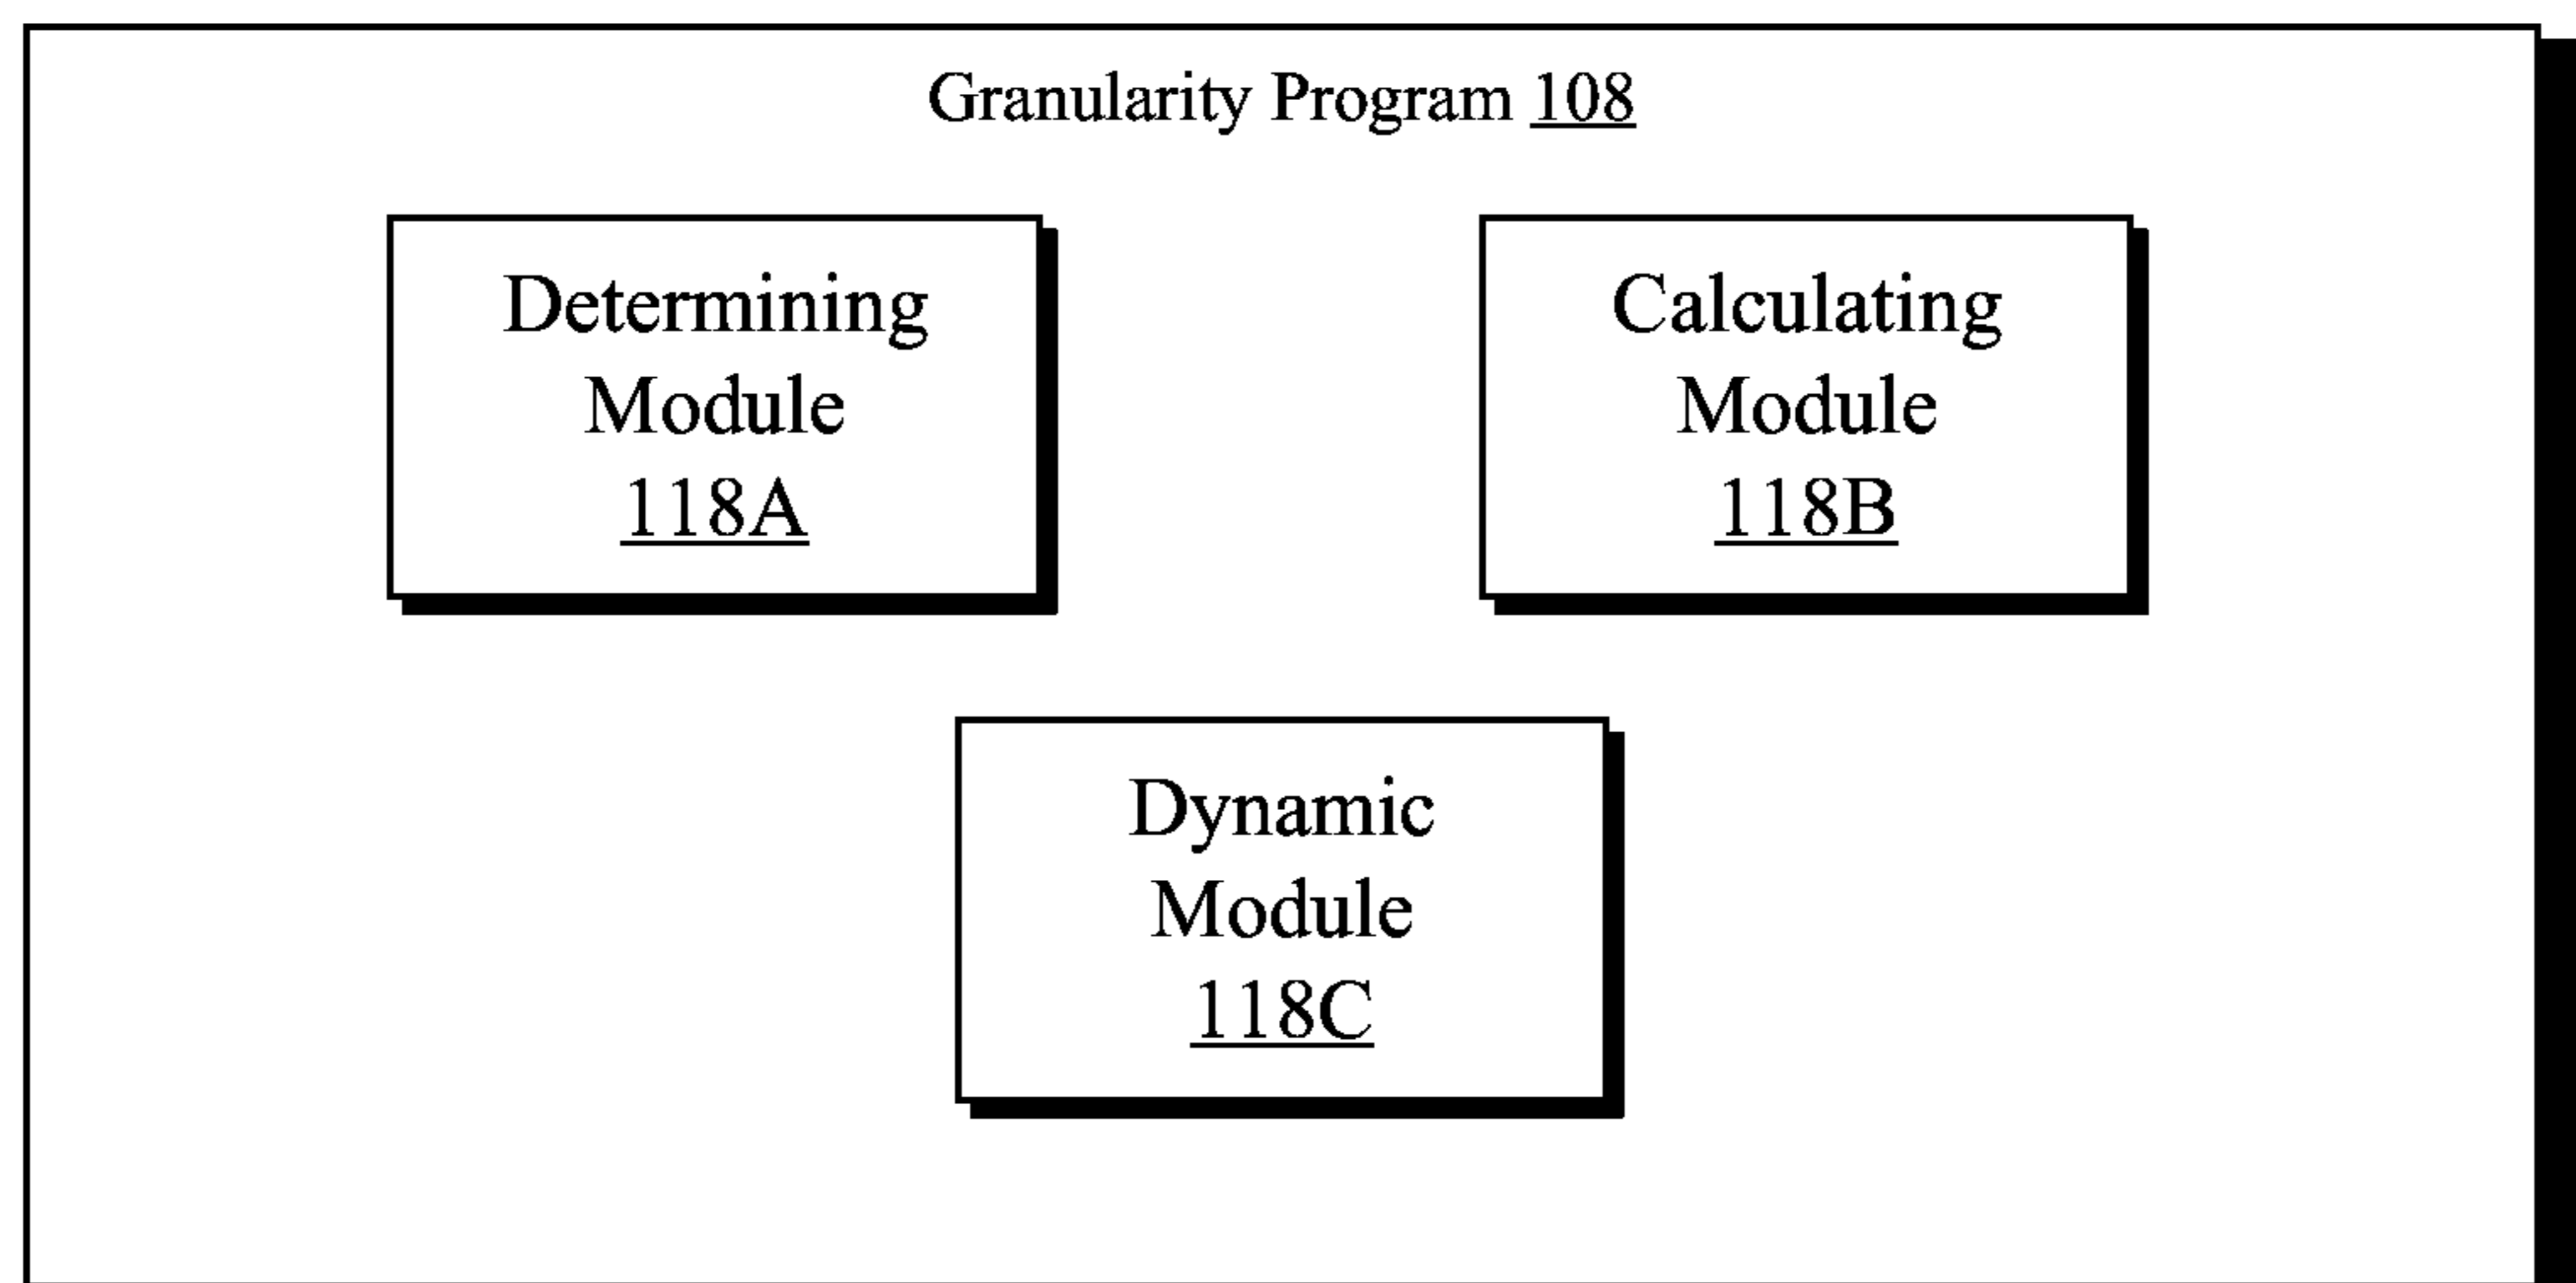 Granularity Program 108
Determining
Module
118A
Calculating
Module
118B
Dynamic
Module
118C